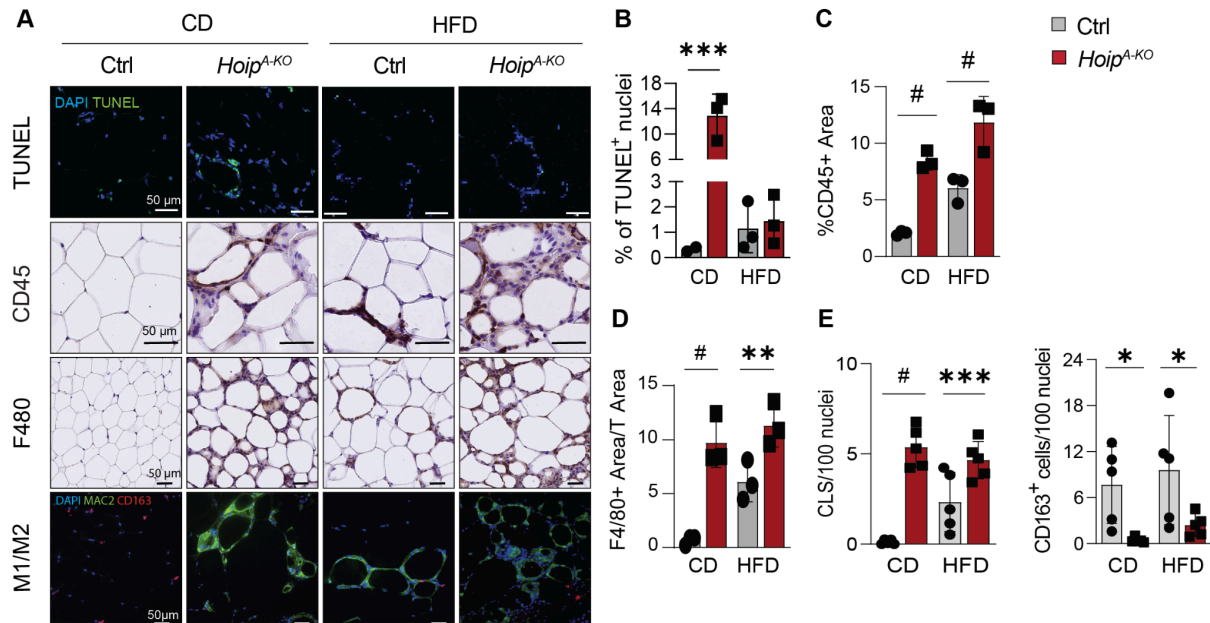 A
CD
HFD
Ctrl
Hoip^A-KO
Ctrl
Hoip^A-KO
TUNEL
DAPI TUNEL
50 µm
CD45
50 µm
F480
50 µm
M1/M2
DAPI MAC2 CD163
50µm
B
***
% of TUNEL+ nuclei
16
14
12
10
8
6
2
1
0
CD
HFD
C
#
#
%CD45+ Area
15
10
5
0
CD
HFD
Ctrl
Hoip^A-KO
D
#
**
F4/80+ Area/T Area
15
10
5
0
CD
HFD
E
#
***
CLS/100 nuclei
10
5
0
CD
HFD
*
*
CD163+ cells/100 nuclei
24
18
12
6
0
CD
HFD